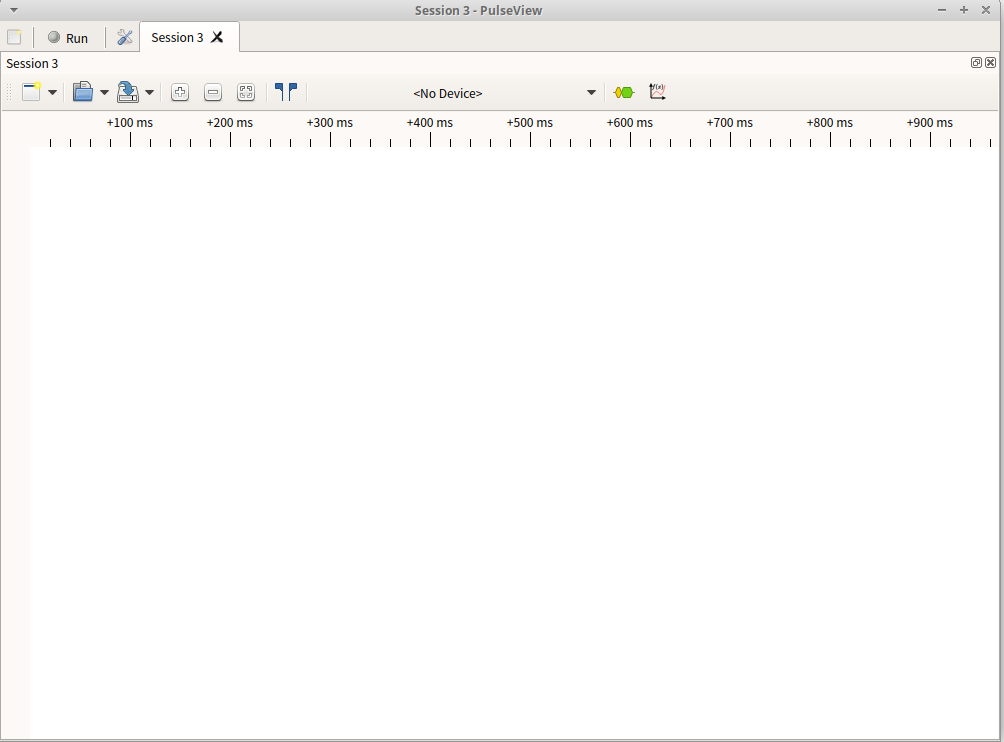 Session 3 - PulseView
Run
Session 3
Session 3
<No Device>
f(x)
+100 ms +200 ms +300 ms +400 ms +500 ms +600 ms +700 ms +800 ms +900 ms